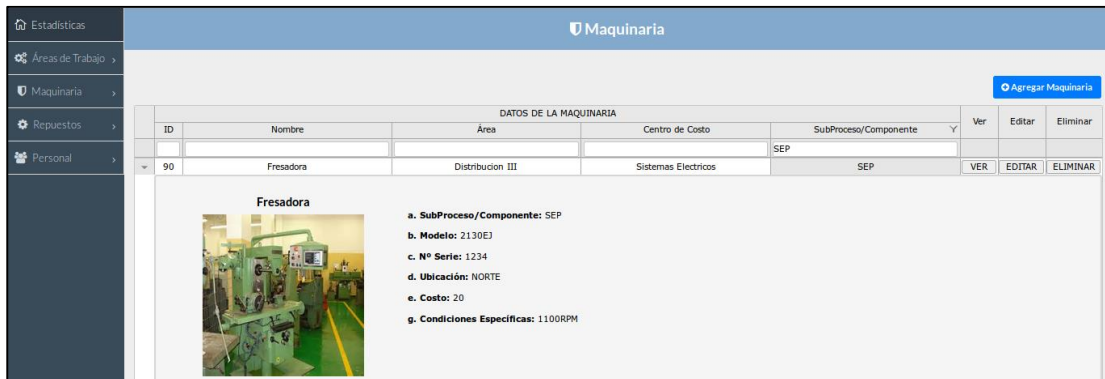 Estadísticas
Maquinaria
Áreas de Trabajo
Maquinaria
Agregar Maquinaria
DATOS DE LA MAQUINARIA
Ver Editar Eliminar
Repuestos
ID Nombre Área Centro de Costo SubProceso/Componente
SEP
Personal
90 Fresadora Distribucion III Sistemas Electricos SEP VER EDITAR ELIMINAR
Fresadora
a. SubProceso/Componente: SEP
b. Modelo: 2130EJ
c. Nº Serie: 1234
d. Ubicación: NORTE
e. Costo: 20
g. Condiciones Específicas: 1100RPM